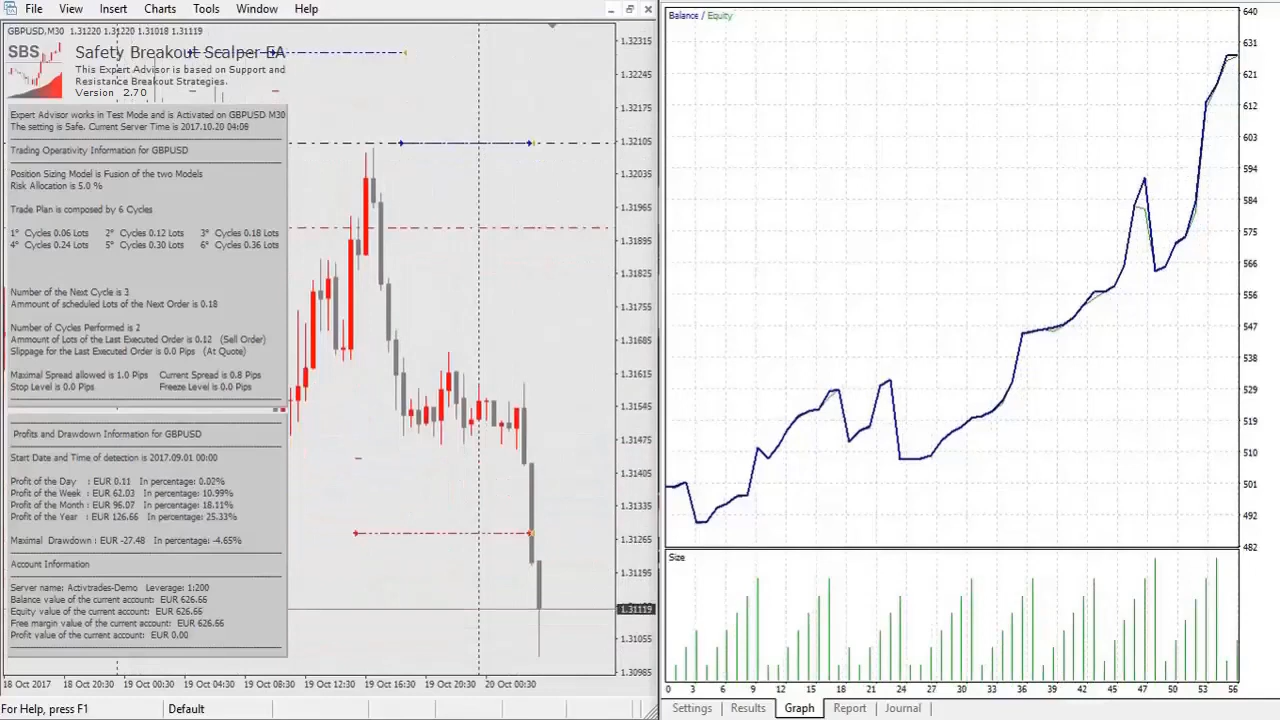 File View Insert Charts Tools Window Help
GBPUSD,M30 1.31220 1.31220 1.31018 1.31119
SBS
Safety Breakout Scalper EA
This Expert Advisor is based on Support and
Resistance Breakout Strategies.
Version 2.70
Expert Advisor works in Test Mode and is Activated on GBPUSD M30
The setting is Safe. Current Server Time is 2017.10.20 04:06
Trading Operativity Information for GBPUSD
Position Sizing Model is Fusion of the two Models
Risk Allocation is 5.0 %
Trade Plan is composed by 6 Cycles
1° Cycles 0.06 Lots 2° Cycles 0.12 Lots 3° Cycles 0.18 Lots
4° Cycles 0.24 Lots 5° Cycles 0.30 Lots 6° Cycles 0.36 Lots
Number of the Next Cycle is 3
Ammount of scheduled Lots of the Next Order is 0.18
Number of Cycles Performed is 2
Amount of Lots of the Last Executed Order is 0.12 (Sell Order)
Slippage for the Last Executed Order is 0.0 Pips (At Quote)
Maximal Spread allowed is 1.0 Pips Current Spread is 0.8 Pips
Stop Level is 0.0 Pips Freeze Level is 0.0 Pips
Profits and Drawdown Information for GBPUSD
Start Date and Time of detection is 2017.09.01 00:00
Profit of the Day : EUR 0.11 In percentage: 0.02%
Profit of the Week : EUR 62.03 In percentage: 10.99%
Profit of the Month : EUR 96.07 In percentage: 18.11%
Profit of the Year : EUR 126.66 In percentage: 25.33%
Maximal Drawdown : EUR -27.48 In percentage: -4.65%
Account Information
Server name: Activtrades-Demo Leverage: 1:200
Balance value of the current account: EUR 626.66
Equity value of the current account: EUR 626.66
Free margin value of the current account: EUR 626.66
Profit value of the current account: EUR 0.00
1.32315
1.32245
1.32175
1.32105
1.32035
1.31965
1.31895
1.31825
1.31755
1.31685
1.31615
1.31545
1.31475
1.31405
1.31335
1.31265
1.31195
1.31119
1.31055
1.30985
18 Oct 2017 18 Oct 20:30 19 Oct 00:30 19 Oct 04:30 19 Oct 08:30 19 Oct 12:30 19 Oct 16:30 19 Oct 20:30 20 Oct 00:30
For Help, press F1 Default
Balance / Equity
640
631
621
612
603
594
584
575
566
556
547
538
529
519
510
501
492
482
Size
0 3 6 9 12 15 18 21 24 27 30 33 36 39 42 45 47 50 53 56
Settings Results Graph Report Journal